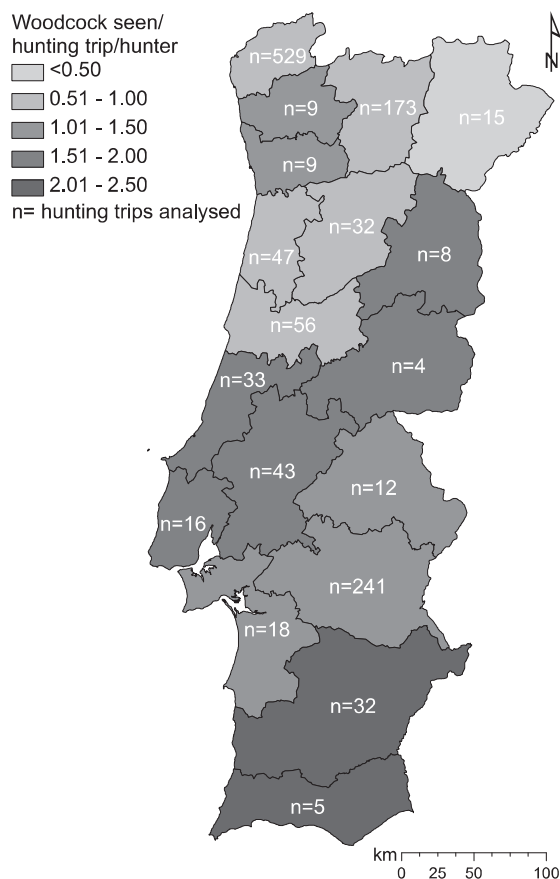 Woodcock seen/
hunting trip/hunter
<0.50
0.51 - 1.00
1.01 - 1.50
1.51 - 2.00
2.01 - 2.50
n= hunting trips analysed
N
n=529
n=9
n=173
n=15
n=9
n=32
n=47
n=8
n=56
n=33
n=4
n=43
n=12
n=16
n=241
n=18
n=32
n=5
km
0 25 50 100